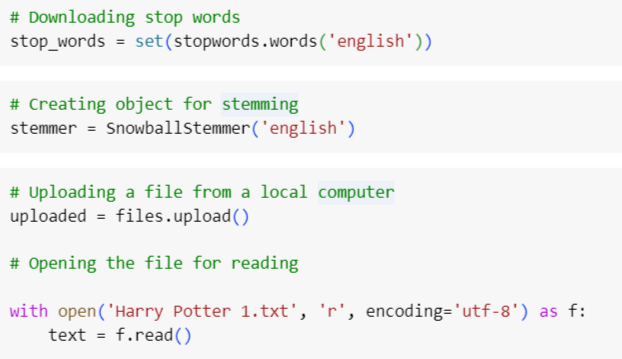 # Downloading stop words
stop_words = set(stopwords.words('english'))
# Creating object for stemming
stemmer = SnowballStemmer('english')
# Uploading a file from a local computer
uploaded = files.upload()
# Opening the file for reading
with open('Harry Potter 1.txt', 'r', encoding='utf-8') as f:
    text = f.read()